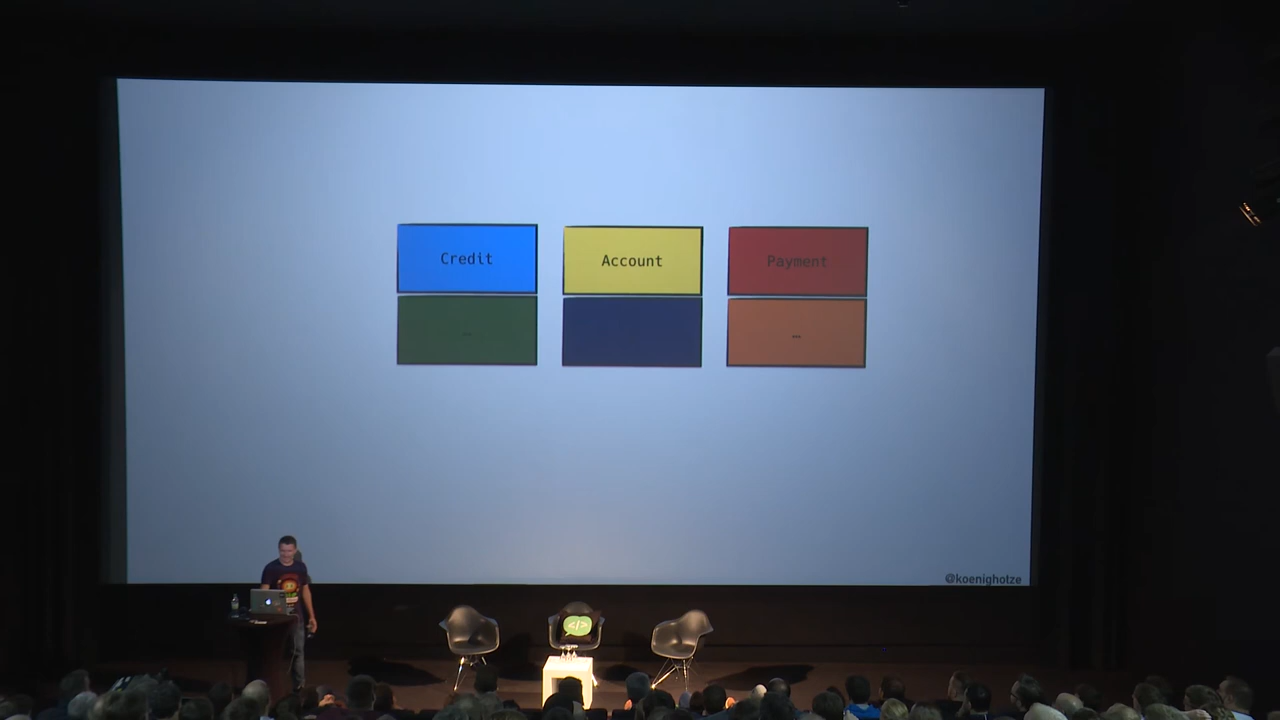 Credit
Account
Payment
...
...
@koenighotze
</>